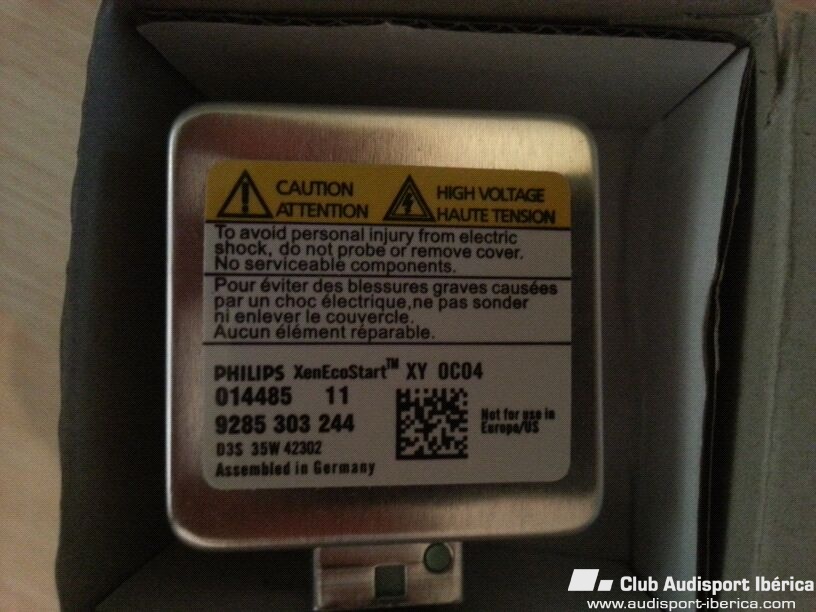 CAUTION
ATTENTION
HIGH VOLTAGE
HAUTE TENSION
To avoid personal injury from electric
shock, do not probe or remove cover.
No serviceable components.
Pour éviter des blessures graves causées
par un choc électrique,ne pas sonder
ni enlever le couvercle.
Aucun élément réparable.
PHILIPS XenEcoStart™ XY 0C04
014485 11
9285 303 244
D3S 35W 42302
Assembled in Germany
Not for use in
Europe/US
Club Audisport Ibérica
www.audisport-iberica.com